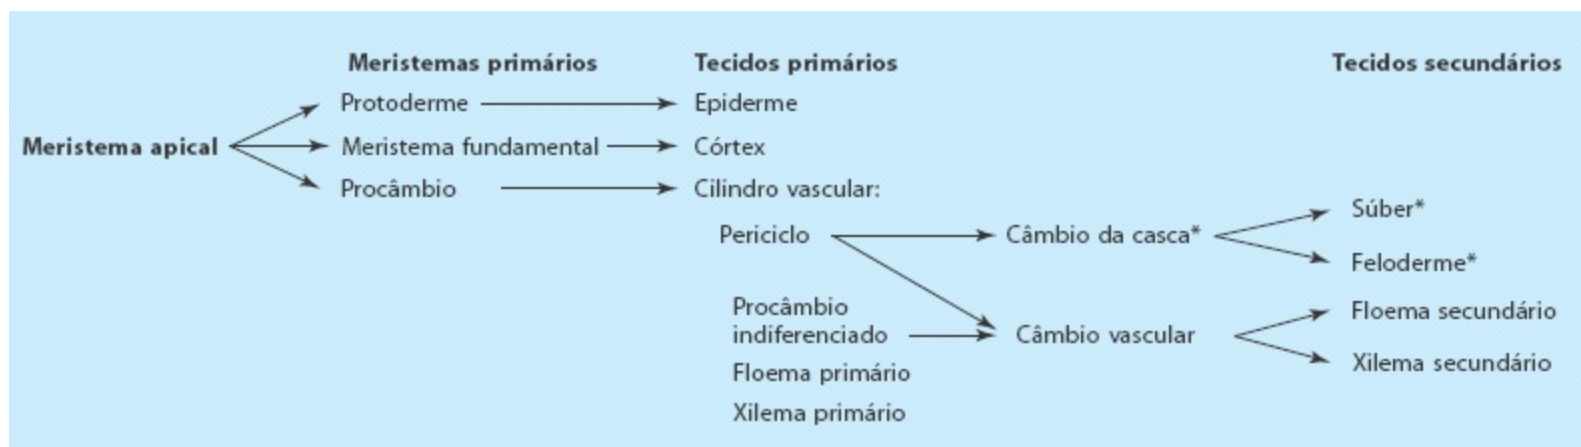 Meristemas primários Tecidos primários Tecidos secundários
Protoderme Epiderme
Meristema apical Meristema fundamental Córtex
Procâmbio Cilindro vascular:
Súber*
Periciclo Câmbio da casca*
Feloderme*
Procâmbio
indiferenciado Câmbio vascular
Floema secundário
Floema primário
Xilema secundário
Xilema primário